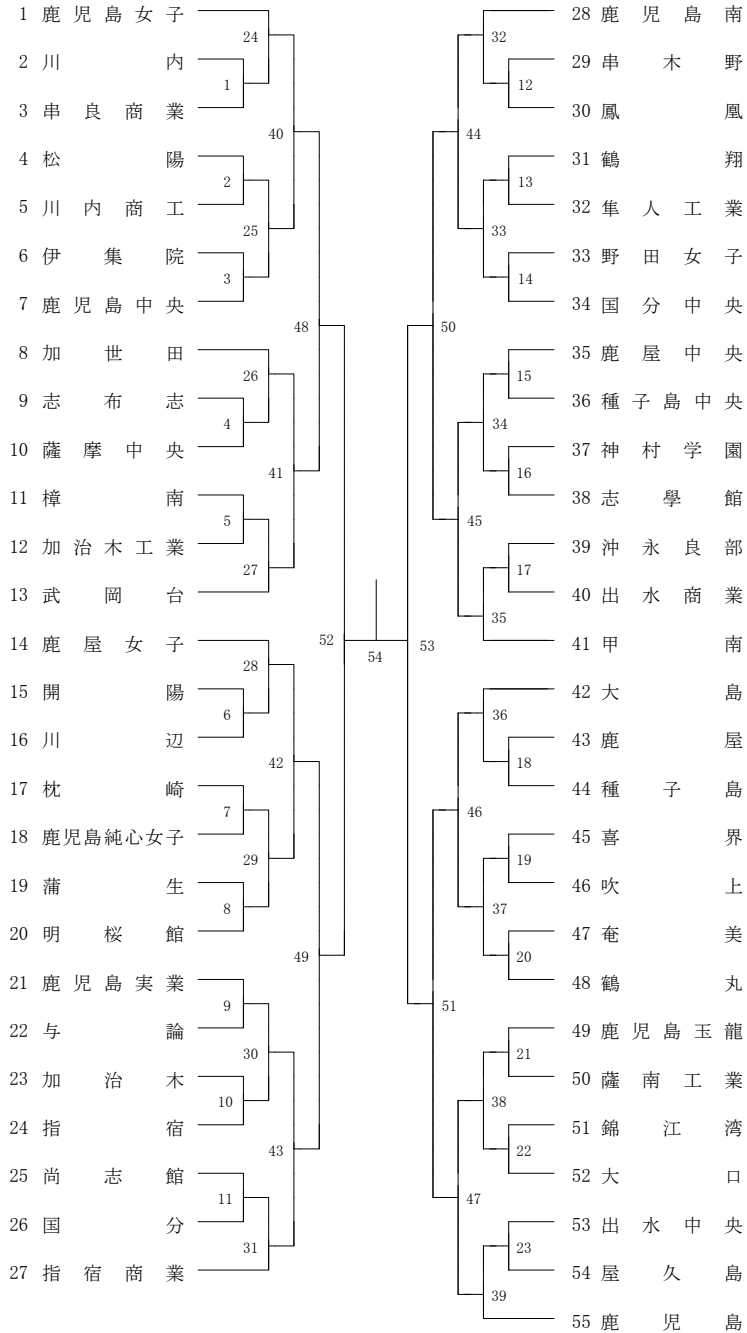 1 鹿児島女子
24
2 川内
1
3 串良商業
40
4 松陽
2
5 川内商工
25
6 伊集院
3
7 鹿児島中央
48
8 加世田
26
9 志布志
4
10 薩摩中央
41
11 樟南
5
12 加治木工業
27
13 武岡台
52
14 鹿屋女子
28
15 開陽
6
16 川辺
42
17 枕崎
7
18 鹿児島純心女子
29
19 蒲生
8
20 明桜館
49
21 鹿児島実業
9
22 与論
30
23 加治木
10
24 指宿
43
25 尚志館
11
26 国分
31
27 指宿商業
54
28 鹿児島南
32
29 串木野
12
30 鳳凰
44
31 鶴翔
13
32 隼人工業
33
33 野田女子
14
34 国分中央
50
35 鹿屋中央
15
36 種子島中央
34
37 神村学園
16
38 志學館
45
39 沖永良部
17
40 出水商業
35
41 甲南
53
42 大島
36
43 鹿屋
18
44 種子島
46
45 喜界
19
46 吹上
37
47 奄美
20
48 鶴丸
51
49 鹿児島玉龍
21
50 薩南工業
38
51 錦江湾
22
52 大口
47
53 出水中央
23
54 屋久島
39
55 鹿児島